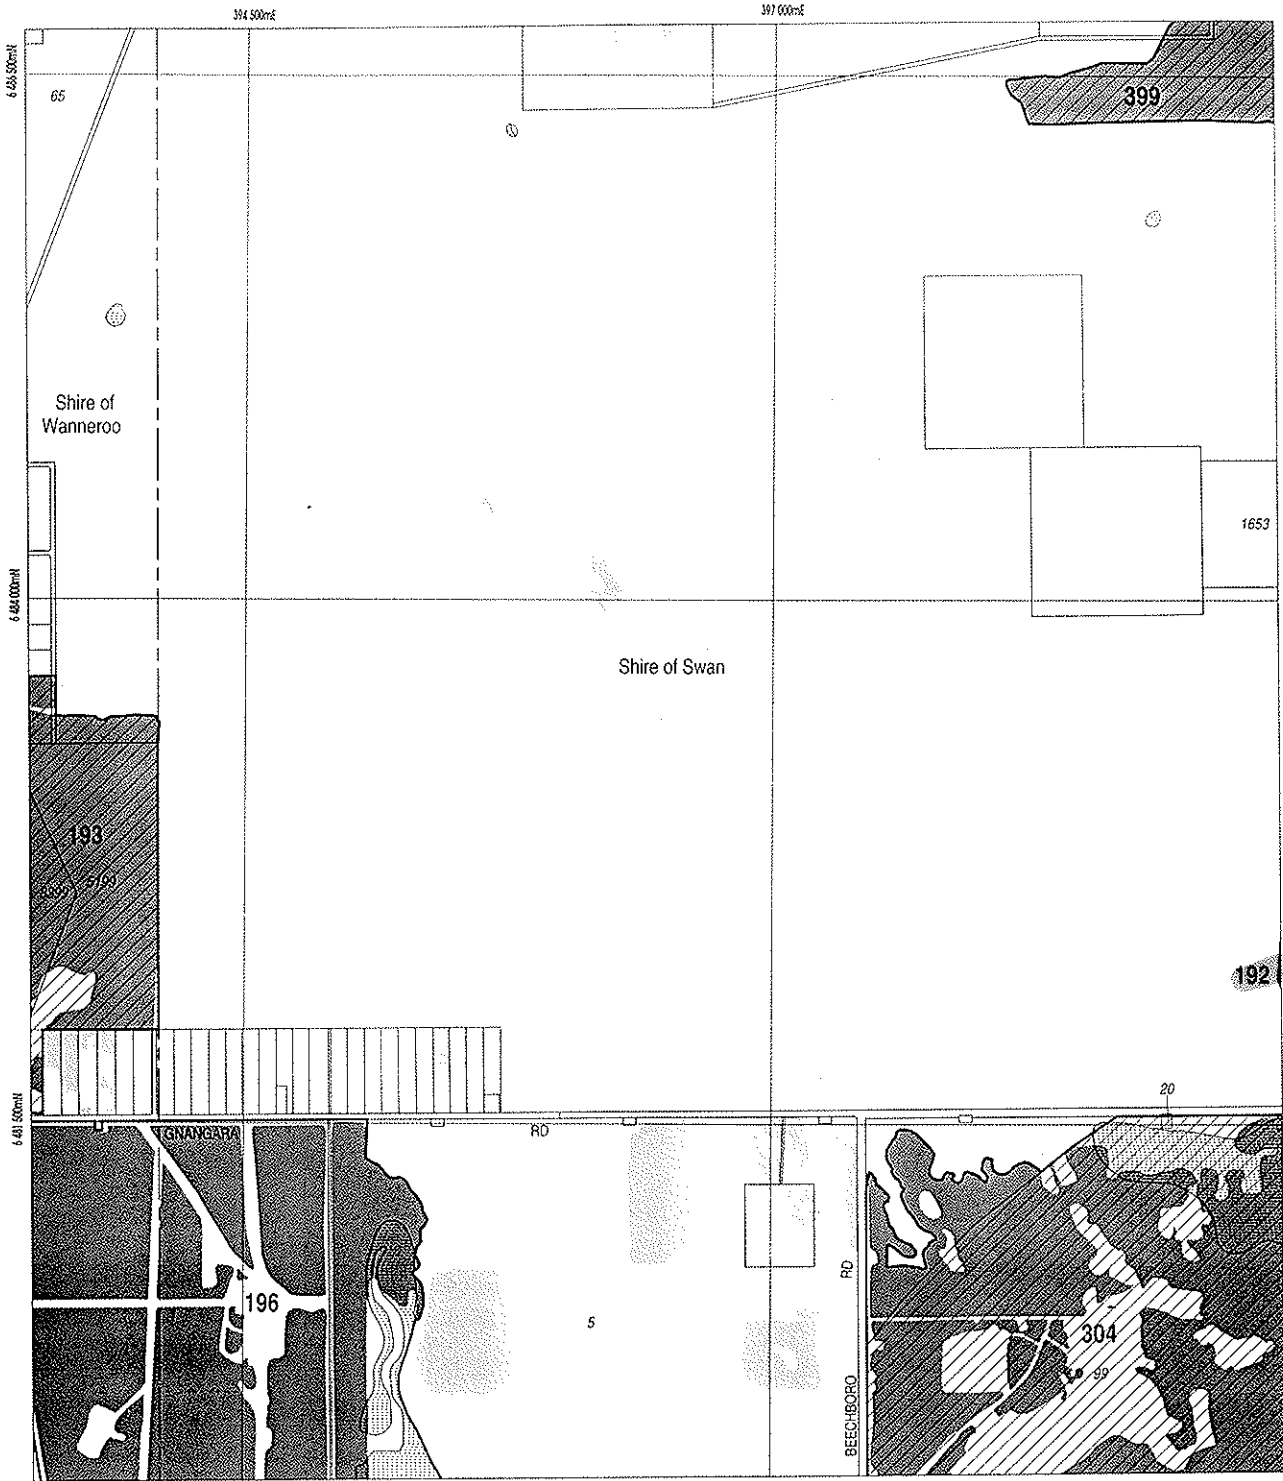 394 500mE
397 000mE
6 486 500mN
65
399
Shire of
Wanneroo
1653
6 484 000mN
Shire of Swan
193
5190
192
20
6 481 500mN
GNANGARA
RD
RD
196
5
304
99
BEECHBORO